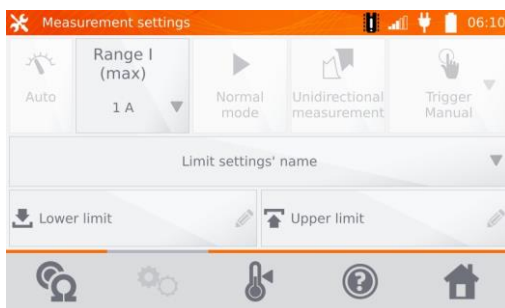 Measurement settings 06:10
Auto
Range I
(max)
1 A
Normal
mode
Unidirectional
measurement
Trigger
Manual
Limit settings' name
Lower limit
Upper limit